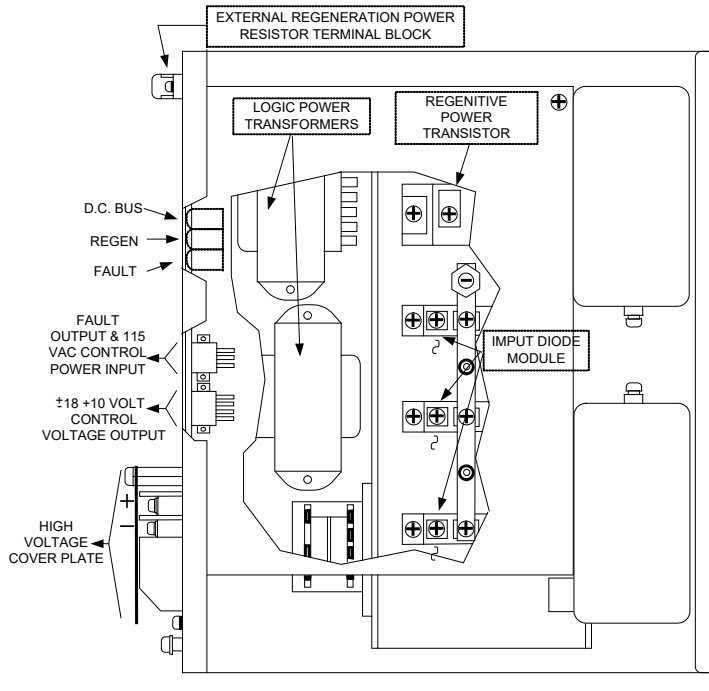 EXTERNAL REGENERATION POWER
RESISTOR TERMINAL BLOCK
LOGIC POWER
TRANSFORMERS
REGENITIVE
POWER
TRANSISTOR
D.C. BUS
REGEN
FAULT
FAULT
OUTPUT & 115
VAC CONTROL
POWER INPUT
IMPUT DIODE
MODULE
±18 +10 VOLT
CONTROL
VOLTAGE OUTPUT
+
−
HIGH
VOLTAGE
COVER PLATE